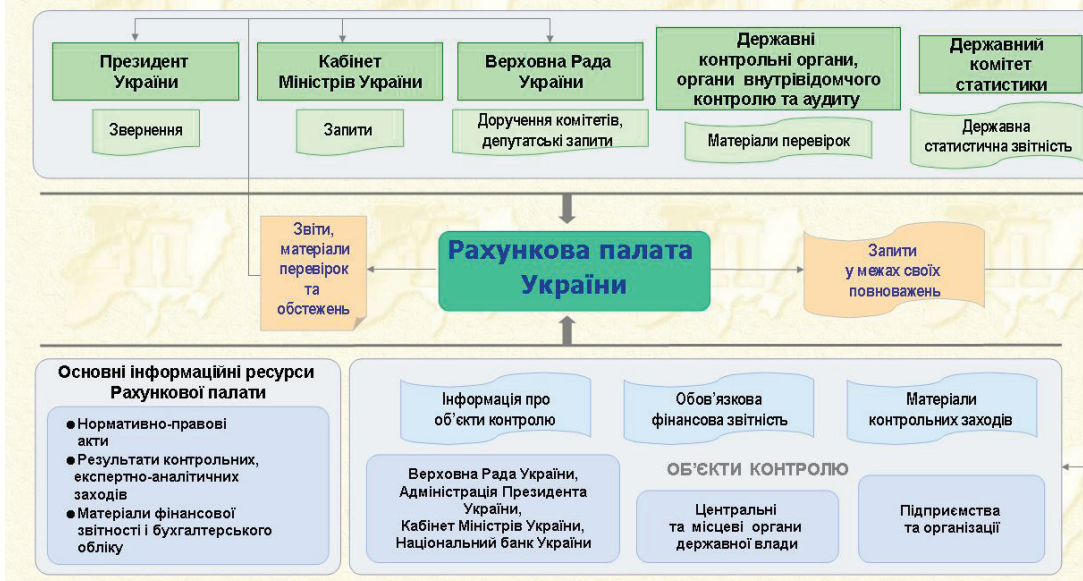 Президент
України
Кабінет
Міністрів України
Верховна Рада
України
Державні
контрольні органи,
органи внутрівідомчого
контролю та аудиту
Державний
комітет
статистики
Звернення
Запити
Доручення комітетів,
депутатські запити
Матеріали перевірок
Державна
статистична звітність
Звіти,
матеріали
перевірок
та
обстежень
Рахункова палата
України
Запити
у межах своїх
повноважень
Основні інформаційні ресурси
Рахункової палати
● Нормативно-правові
акти
● Результати контрольних,
експертно-аналітичних
заходів
● Матеріали фінансової
звітності і бухгалтерського
обліку
Інформація про
об’єкти контролю
Обов’язкова
фінансова звітність
Матеріали
контрольних заходів
ОБ’ЄКТИ КОНТРОЛЮ
Верховна Рада України,
Адміністрація Президента
України,
Кабінет Міністрів України,
Національний банк України
Центральні
та місцеві органи
державної влади
Підприємства
та організації